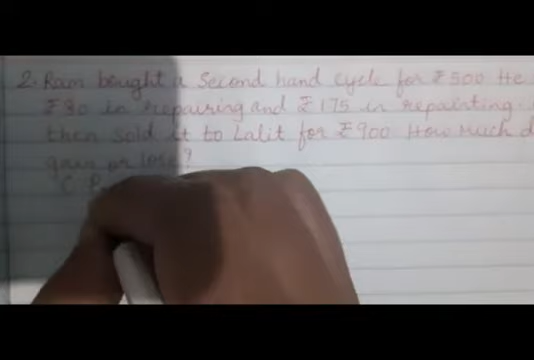 2. Ram bought a Second hand cycle for ₹500 He
₹80 in repairing and ₹175 in repainting.
then sold it to Lalit for ₹900 How much d
gain or lose?
C.P